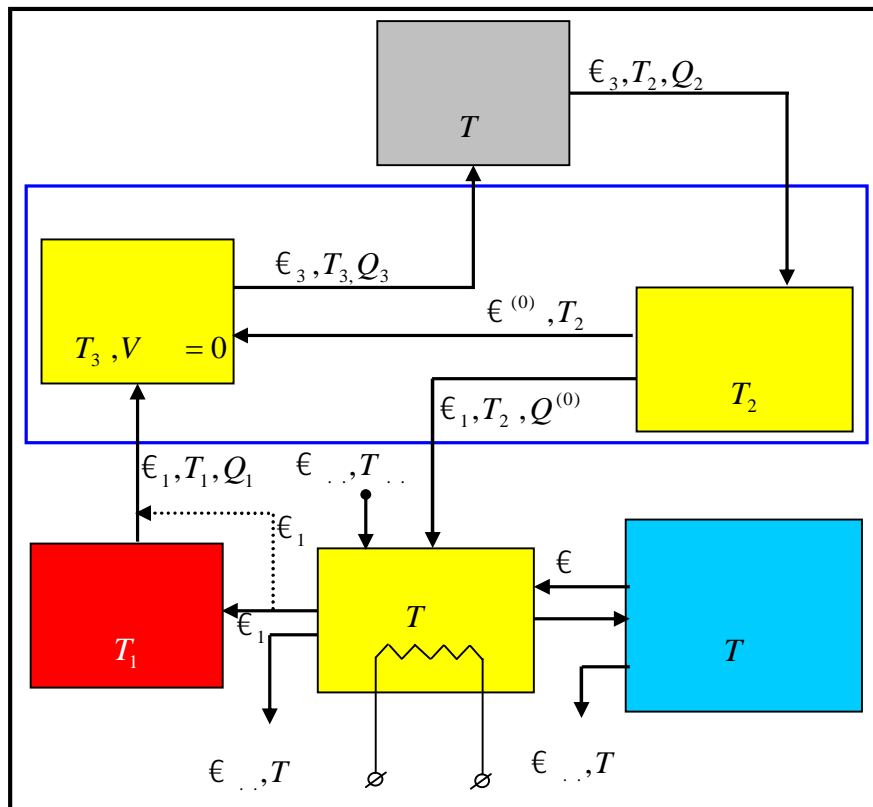 €₃, T₂, Q₂
T
€₃, T₃, Q₃
€⁽⁰⁾, T₂
T₃, V = 0
T₂
€₁, T₂, Q⁽⁰⁾
€₁, T₁, Q₁
€ . ., T . .
€₁
€
T
€₁
T₁
T
€ . ., T
€ . ., T